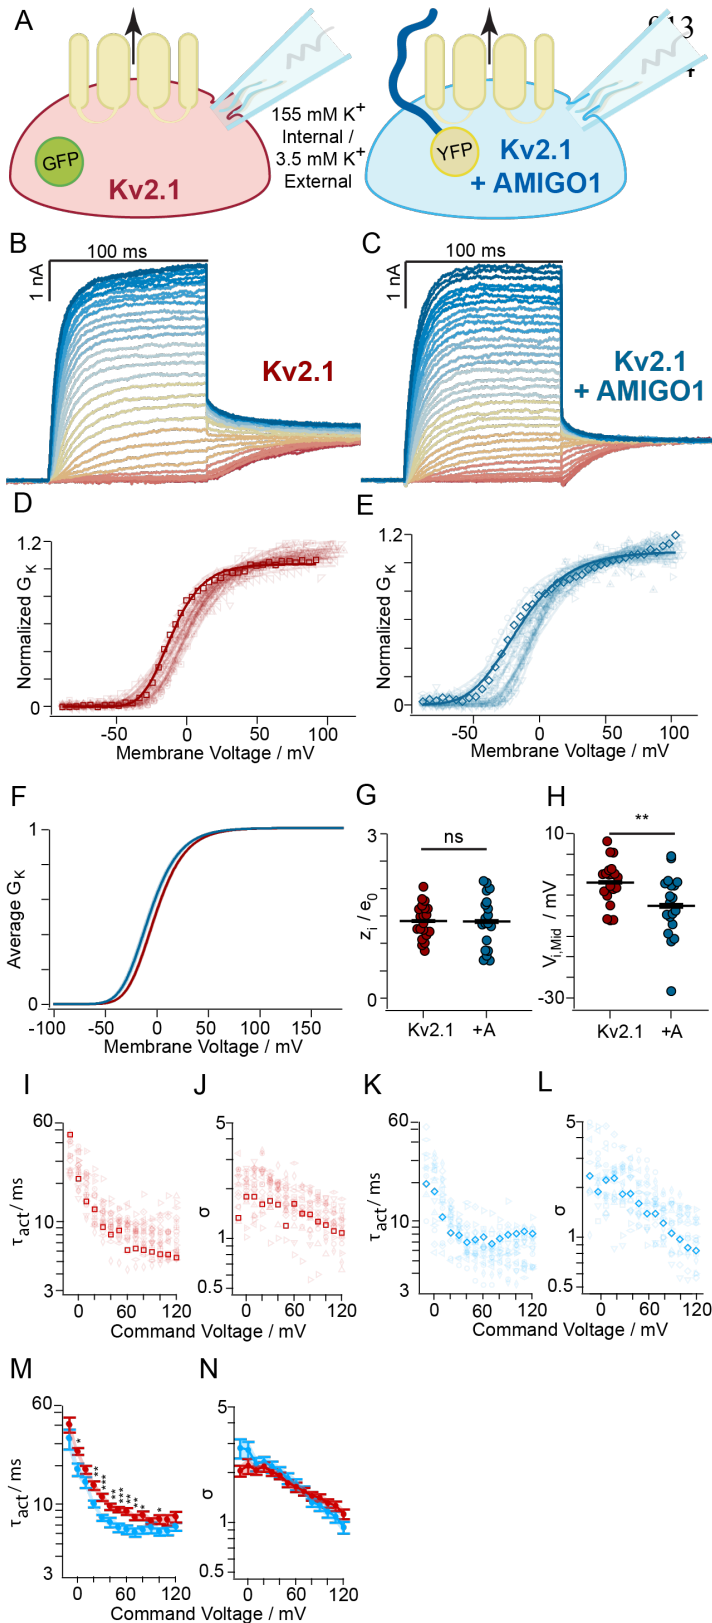 A
GFP
Kv2.1
155 mM K+
Internal /
3.5 mM K+
External
YFP
Kv2.1
+ AMIGO1
B
100 ms
1 nA
Kv2.1
C
100 ms
1 nA
Kv2.1
+ AMIGO1
D
1.2
Normalized GK
0
-50 0 50 100
Membrane Voltage / mV
E
1.2
Normalized GK
0
-50 0 50 100
Membrane Voltage / mV
F
1
Average GK
0
-100 -50 0 50 100 150
Membrane Voltage / mV
G
3
ns
zi / e0
0
Kv2.1 +A
H
10
**
Vi,Mid / mV
-30
Kv2.1 +A
I
60
τact / ms
10
3
0 60 120
J
5
σ
1
0.5
0 60 120
Command Voltage / mV
K
60
τact / ms
10
3
0 60 120
L
5
σ
1
0.5
0 60 120
Command Voltage / mV
M
60
τact / ms
10
3
0 60 120
N
5
σ
1
0.5
0 60 120
Command Voltage / mV